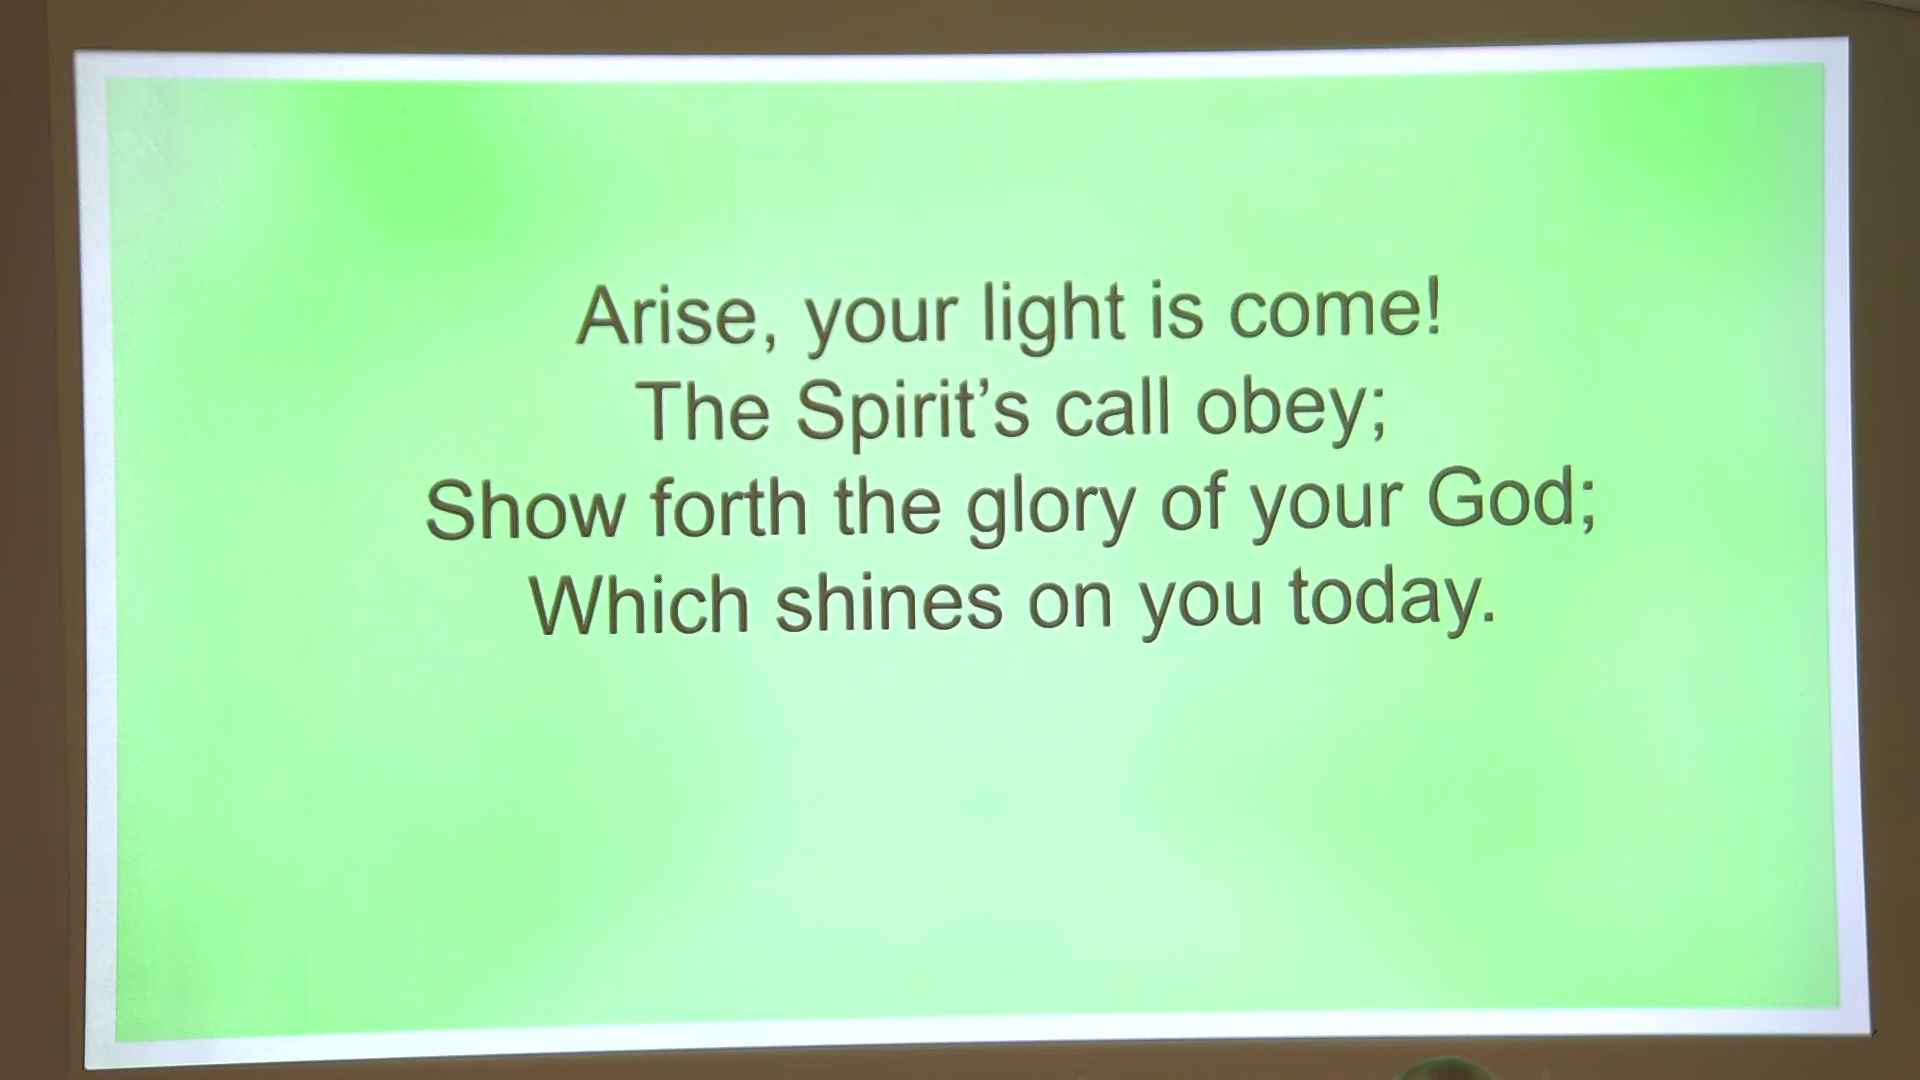 Arise, your light is come!
The Spirit’s call obey;
Show forth the glory of your God;
Which shines on you today.